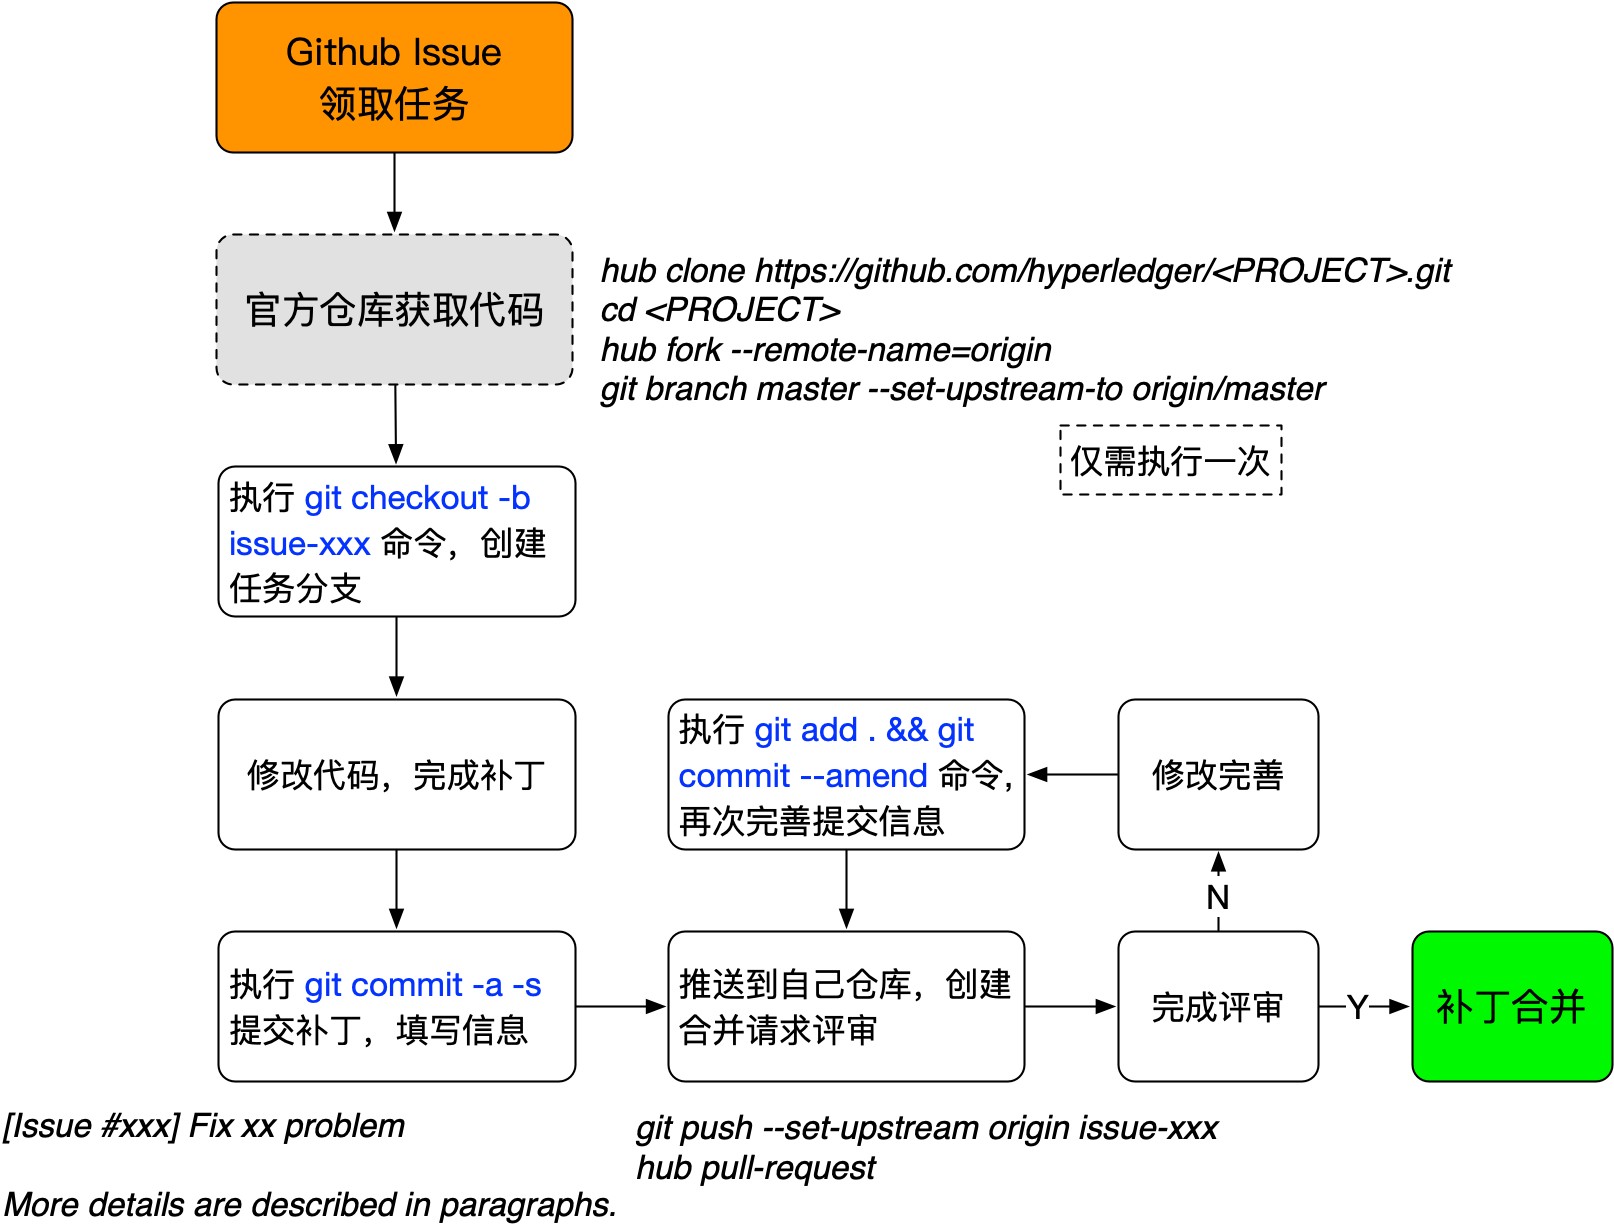 Github Issue
领取任务
官方仓库获取代码
hub clone https://github.com/hyperledger/<PROJECT>.git
cd <PROJECT>
hub fork --remote-name=origin
git branch master --set-upstream-to origin/master
仅需执行一次
执行 git checkout -b
issue-xxx 命令，创建
任务分支
修改代码，完成补丁
执行 git add . && git
commit --amend 命令，
再次完善提交信息
修改完善
N
执行 git commit -a -s
提交补丁，填写信息
推送到自己仓库，创建
合并请求评审
完成评审
Y
补丁合并
[Issue #xxx] Fix xx problem
More details are described in paragraphs.
git push --set-upstream origin issue-xxx
hub pull-request